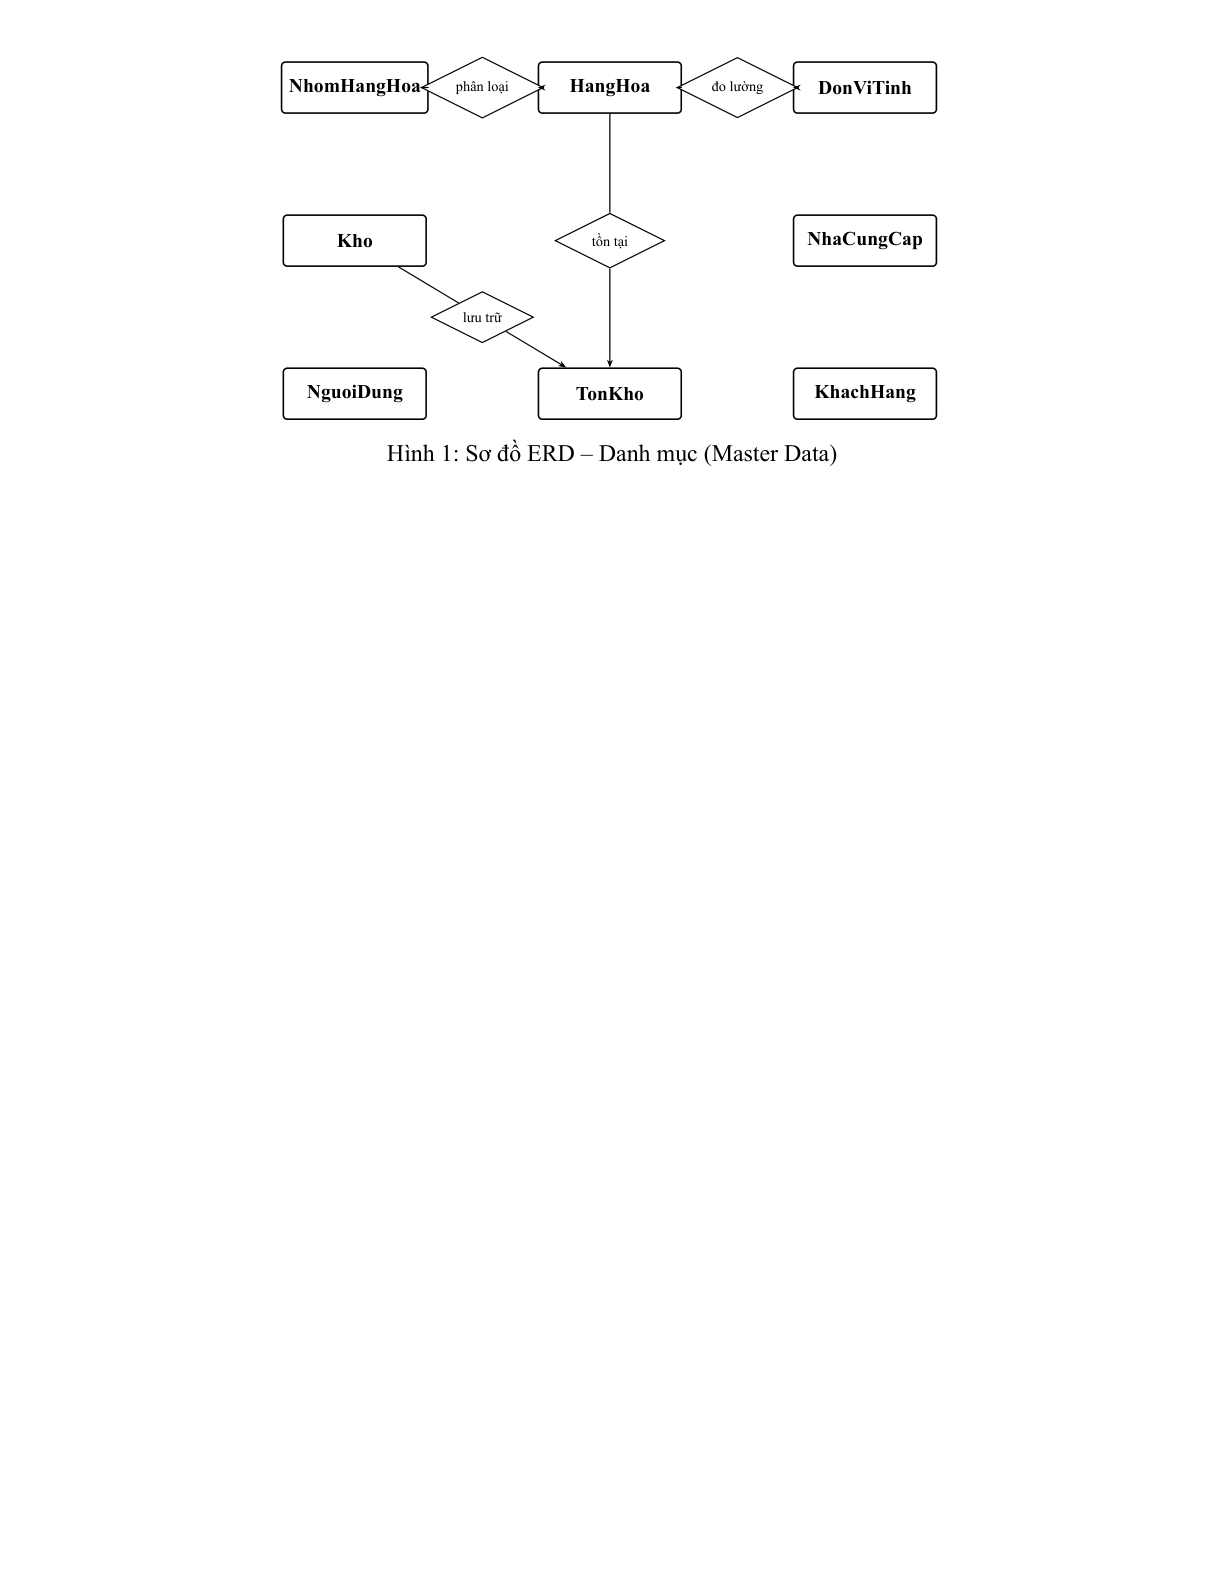 NhomHangHoa phân loại HangHoa đo lường DonViTinh
Kho tồn tại NhaCungCap
lưu trữ
NguoiDung TonKho KhachHang
Hình 1: Sơ đồ ERD – Danh mục (Master Data)